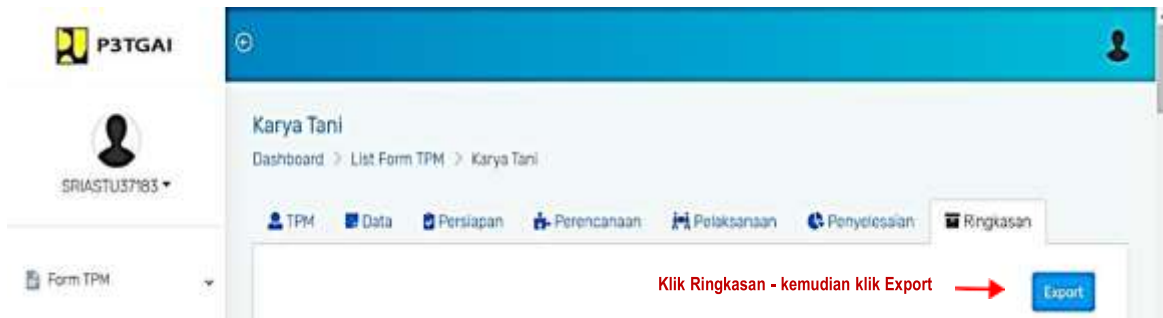 P3TGAI
SRIASTU37183
Form TPM
Karya Tani
Dashboard > List Form TPM > Karya Tani
TPM Data Persiapan Perencanaan Pelaksanaan Penyelesaian Ringkasan
Klik Ringkasan - kemudian klik Export
Export